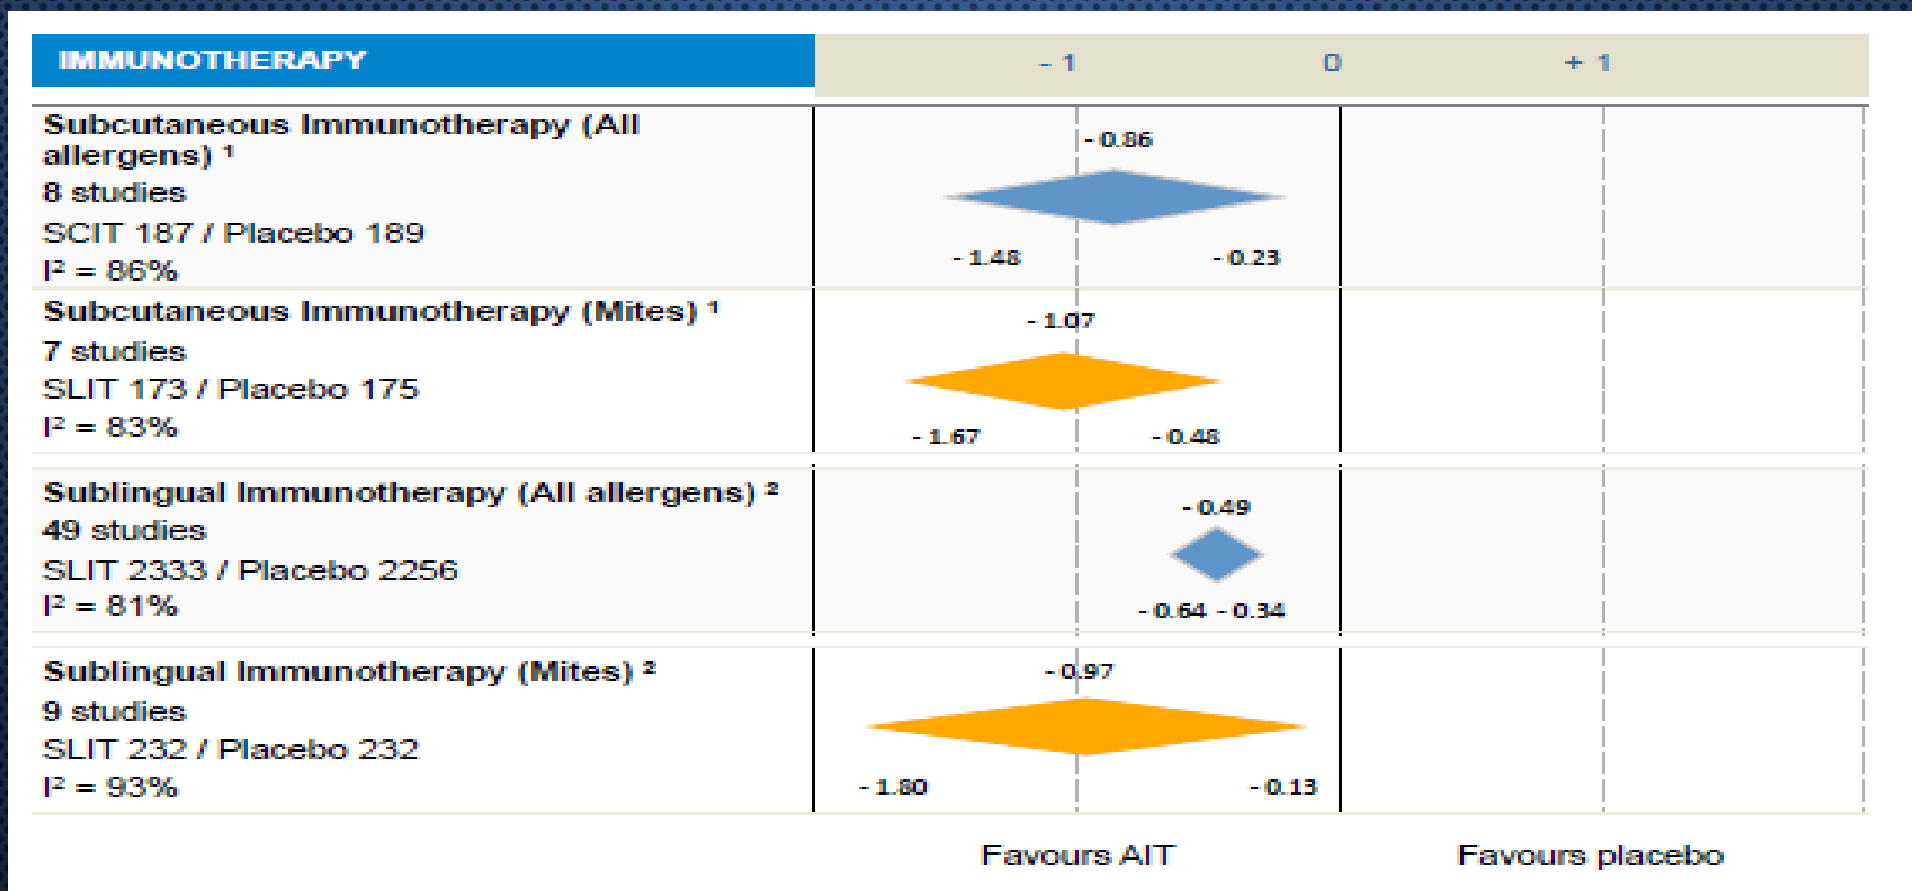 IMMUNOTHERAPY
- 1 0 + 1
Subcutaneous Immunotherapy (All
allergens) ¹
8 studies
SCIT 187 / Placebo 189
I² = 86%
- 0.86
- 1.48 - 0.23
Subcutaneous Immunotherapy (Mites) ¹
7 studies
SLIT 173 / Placebo 175
I² = 83%
- 1.07
- 1.67 - 0.48
Sublingual Immunotherapy (All allergens) ²
49 studies
SLIT 2333 / Placebo 2256
I² = 81%
- 0.49
- 0.64 - 0.34
Sublingual Immunotherapy (Mites) ²
9 studies
SLIT 232 / Placebo 232
I² = 93%
- 0.97
- 1.80 - 0.13
Favours AIT Favours placebo